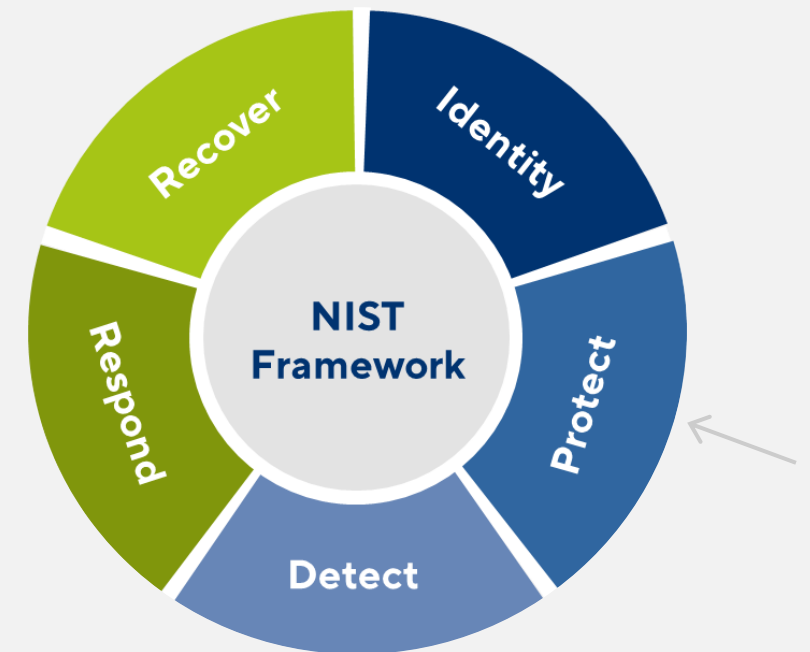 NIST
Framework
Identity
Protect
Detect
Respond
Recover